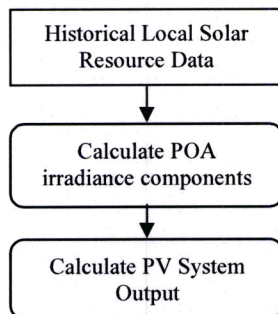 Historical Local Solar
Resource Data
Calculate POA
irradiance components
Calculate PV System
Output